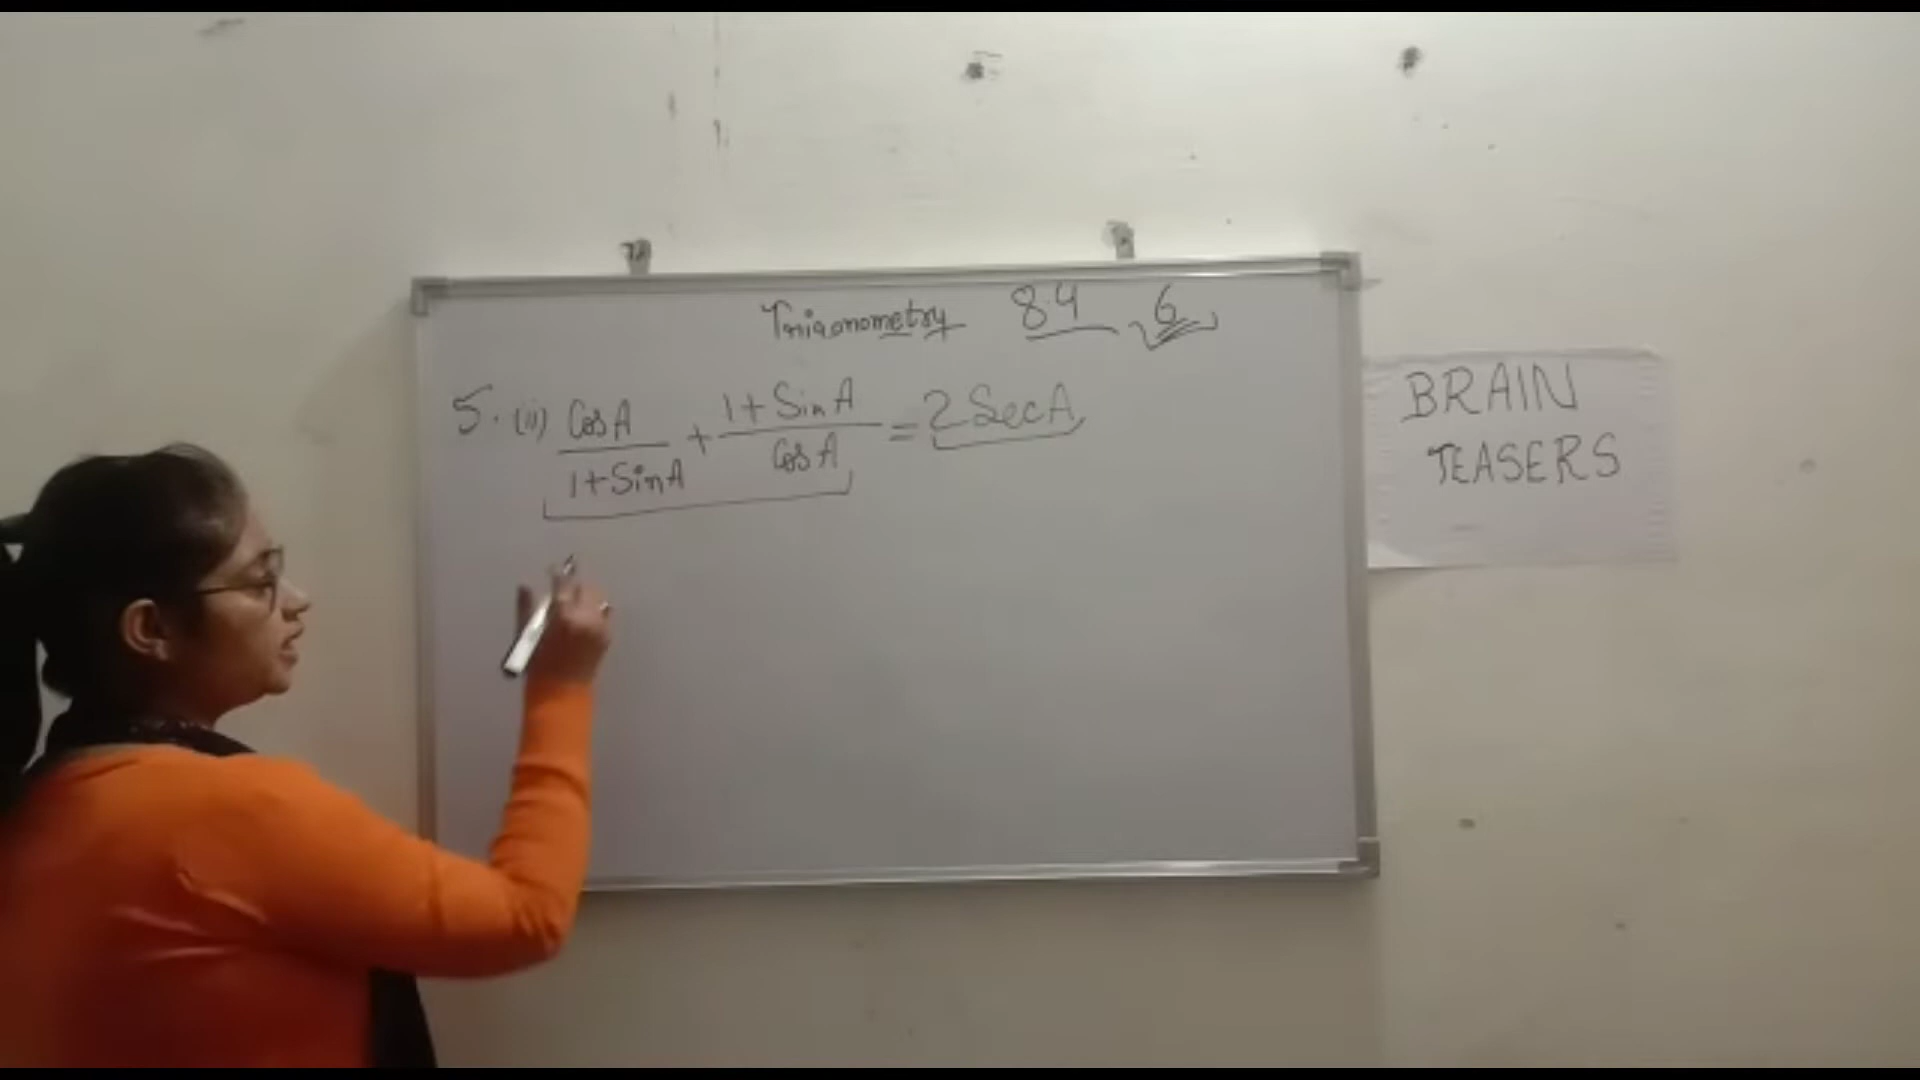 Trigonometry 8.4 6
5. (ii) CosA/1+SinA + 1+SinA/CosA = 2SecA
BRAIN
TEASERS